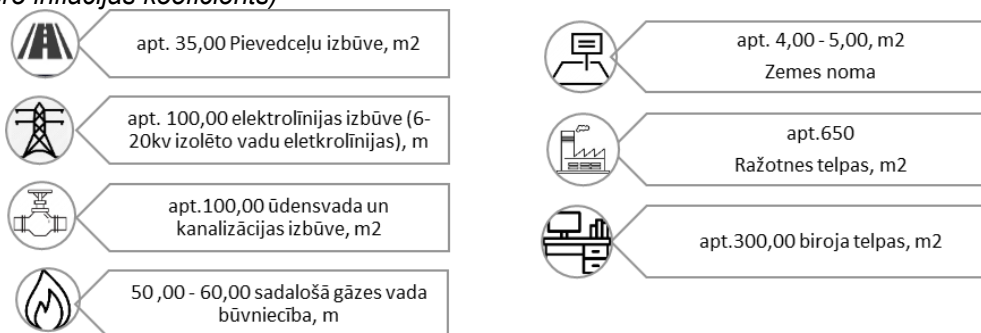 apt. 35,00 Pievedceļu izbūve, m2
apt. 100,00 elektrolīnijas izbūve (6-
20kv izolēto vadu eletkrolīnijas), m
apt.100,00 ūdensvada un
kanalizācijas izbūve, m2
50 ,00 - 60,00 sadalošā gāzes vada
būvniecība, m
apt. 4,00 - 5,00, m2
Zemes noma
apt.650
Ražotnes telpas, m2
apt.300,00 biroja telpas, m2